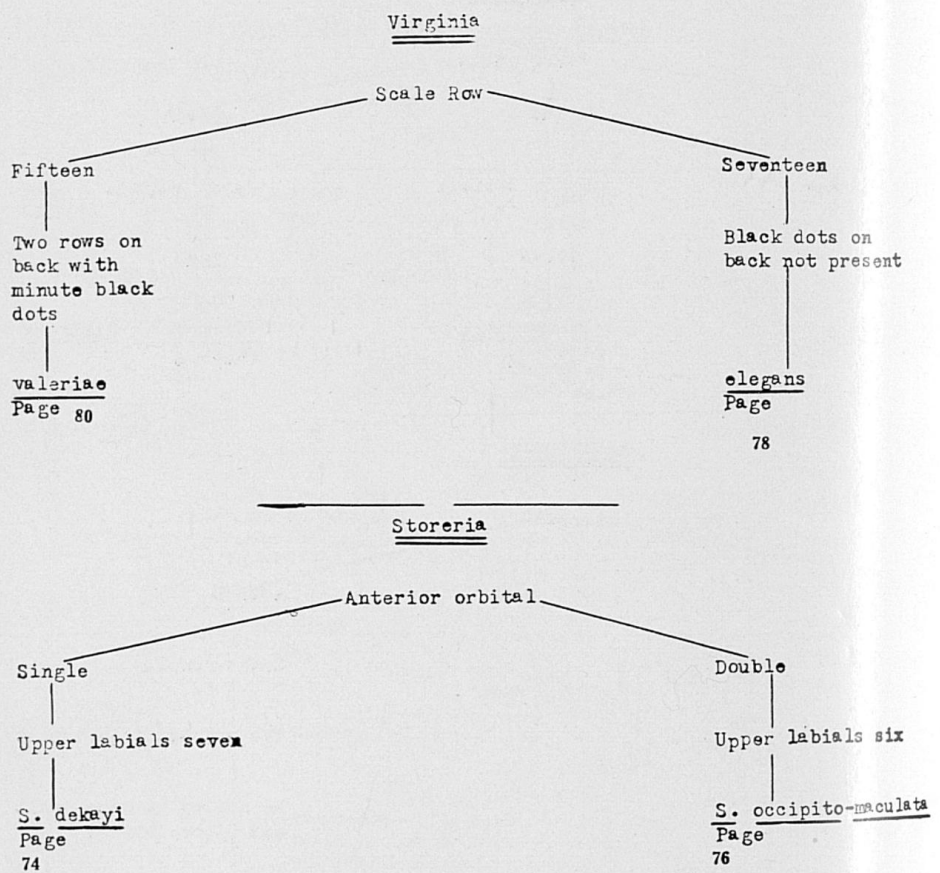 Virginia
Scale Row
Fifteen
Two rows on
back with
minute black
dots
valeriae
Page 80
Seventeen
Black dots on
back not present
elegans
Page
78
Storeria
Anterior orbital
Single
Upper labials seven
S. dekayi
Page
74
Double
Upper labials six
S. occipito-maculata
Page
76